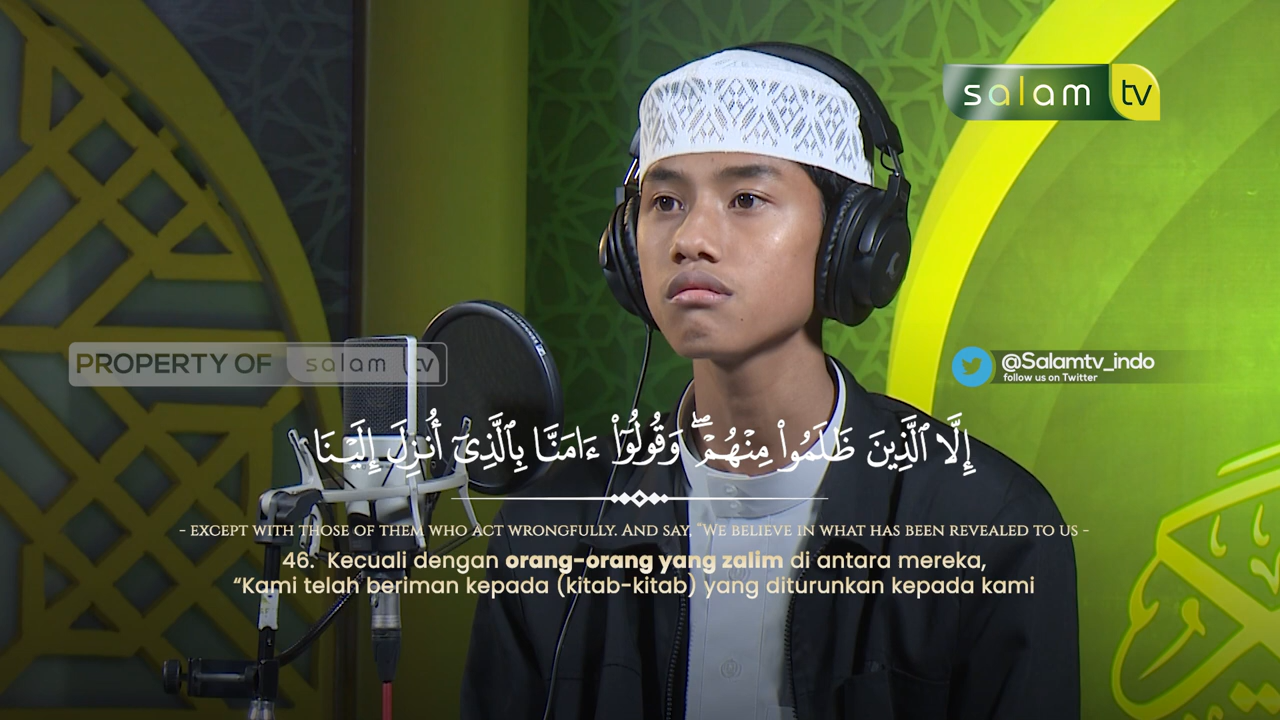 salam tv
PROPERTY OF salam tv
@Salamtv_indo
follow us on Twitter
إِلَّا ٱلَّذِينَ ظَلَمُوا۟ مِنْهُمْ ۖ وَقُولُوٓا۟ ءَامَنَّا بِٱلَّذِىٓ أُنزِلَ إِلَيْنَا
- EXCEPT WITH THOSE OF THEM WHO ACT WRONGFULLY. AND SAY, "WE BELIEVE IN WHAT HAS BEEN REVEALED TO US -
46. Kecuali dengan orang-orang yang zalim di antara mereka,
“Kami telah beriman kepada (kitab-kitab) yang diturunkan kepada kami